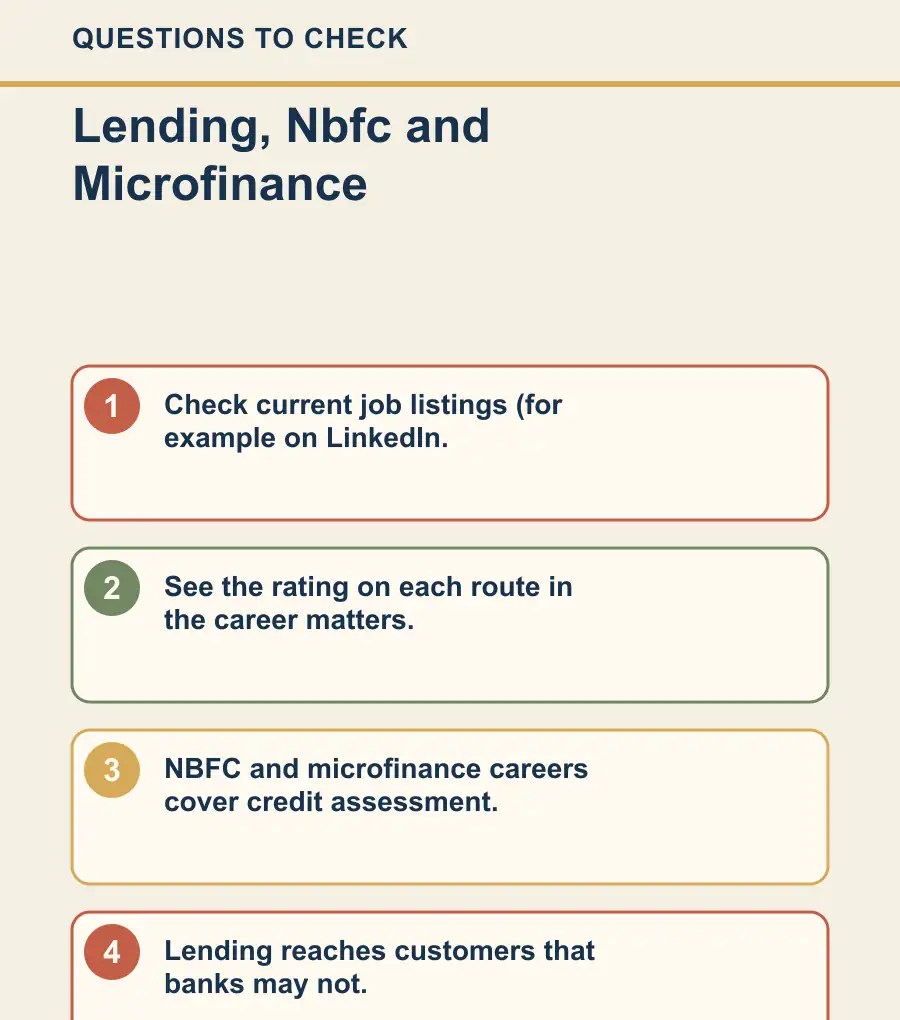 QUESTIONS TO CHECK
Lending, Nbfc and
Microfinance
1
Check current job listings (for
example on LinkedIn.
2
See the rating on each route in
the career matters.
3
NBFC and microfinance careers
cover credit assessment.
4
Lending reaches customers that
banks may not.